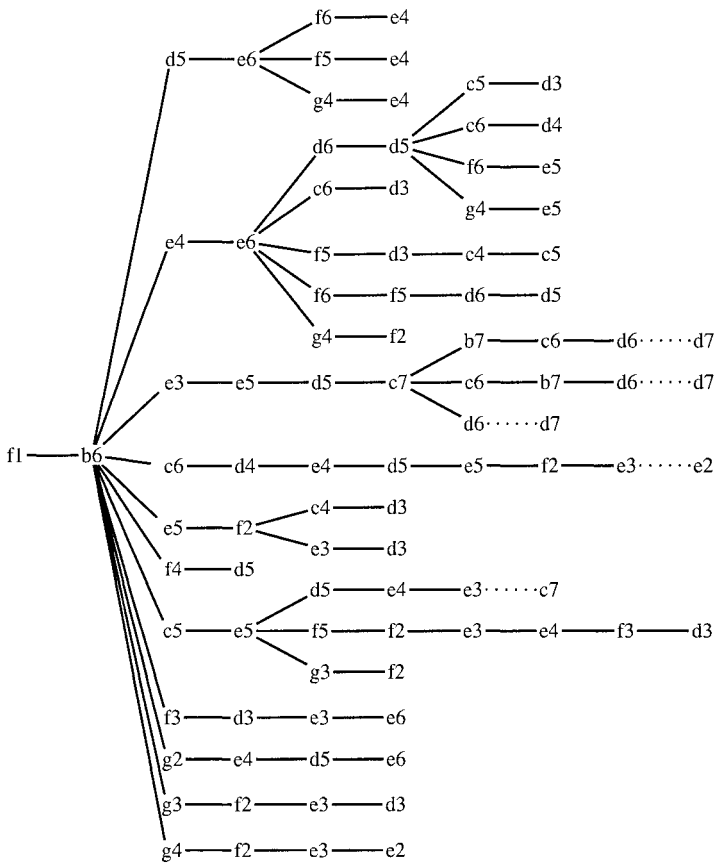 f6 e4
d5 e6 f5 e4
g4 e4
c5 d3
d6 d5 c6 d4
f6 e5
c6 d3
g4 e5
e4 e6 f5 d3 c4 c5
f6 f5 d6 d5
g4 f2
b7 c6 d6 d7
e3 e5 d5 c7 c6 b7 d6 d7
d6 d7
f1 b6 c6 d4 e4 d5 e5 f2 e3 e2
c4 d3
e5 f2
e3 d3
f4 d5
d5 e4 e3 c7
c5 e5 f5 f2 e3 e4 f3 d3
g3 f2
f3 d3 e3 e6
g2 e4 d5 e6
g3 f2 e3 d3
g4 f2 e3 e2